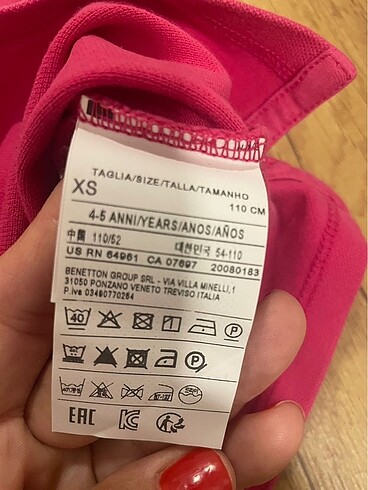 TAGLIA/SIZE/TALLA/TAMANHO
XS 110 CM
4-5 ANNI/YEARS/ANOS/AÑOS
中国 110/52 대한민국 54-110
US RN 64961 CA 07697 20080183
BENETTON GROUP SRL - VIA VILLA MINELLI,1
31050 PONZANO VENETO TREVISO ITALIA
P.iva 03490770264
40 P
P
EAC KC